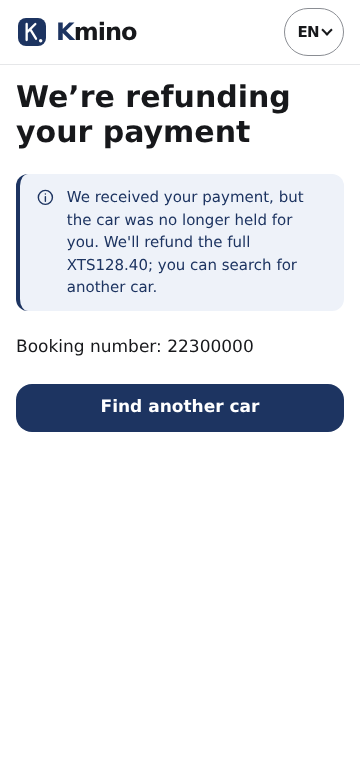 K. Kmino
EN
We’re refunding
your payment
We received your payment, but
the car was no longer held for
you. We'll refund the full
XTS128.40; you can search for
another car.
Booking number: 22300000
Find another car